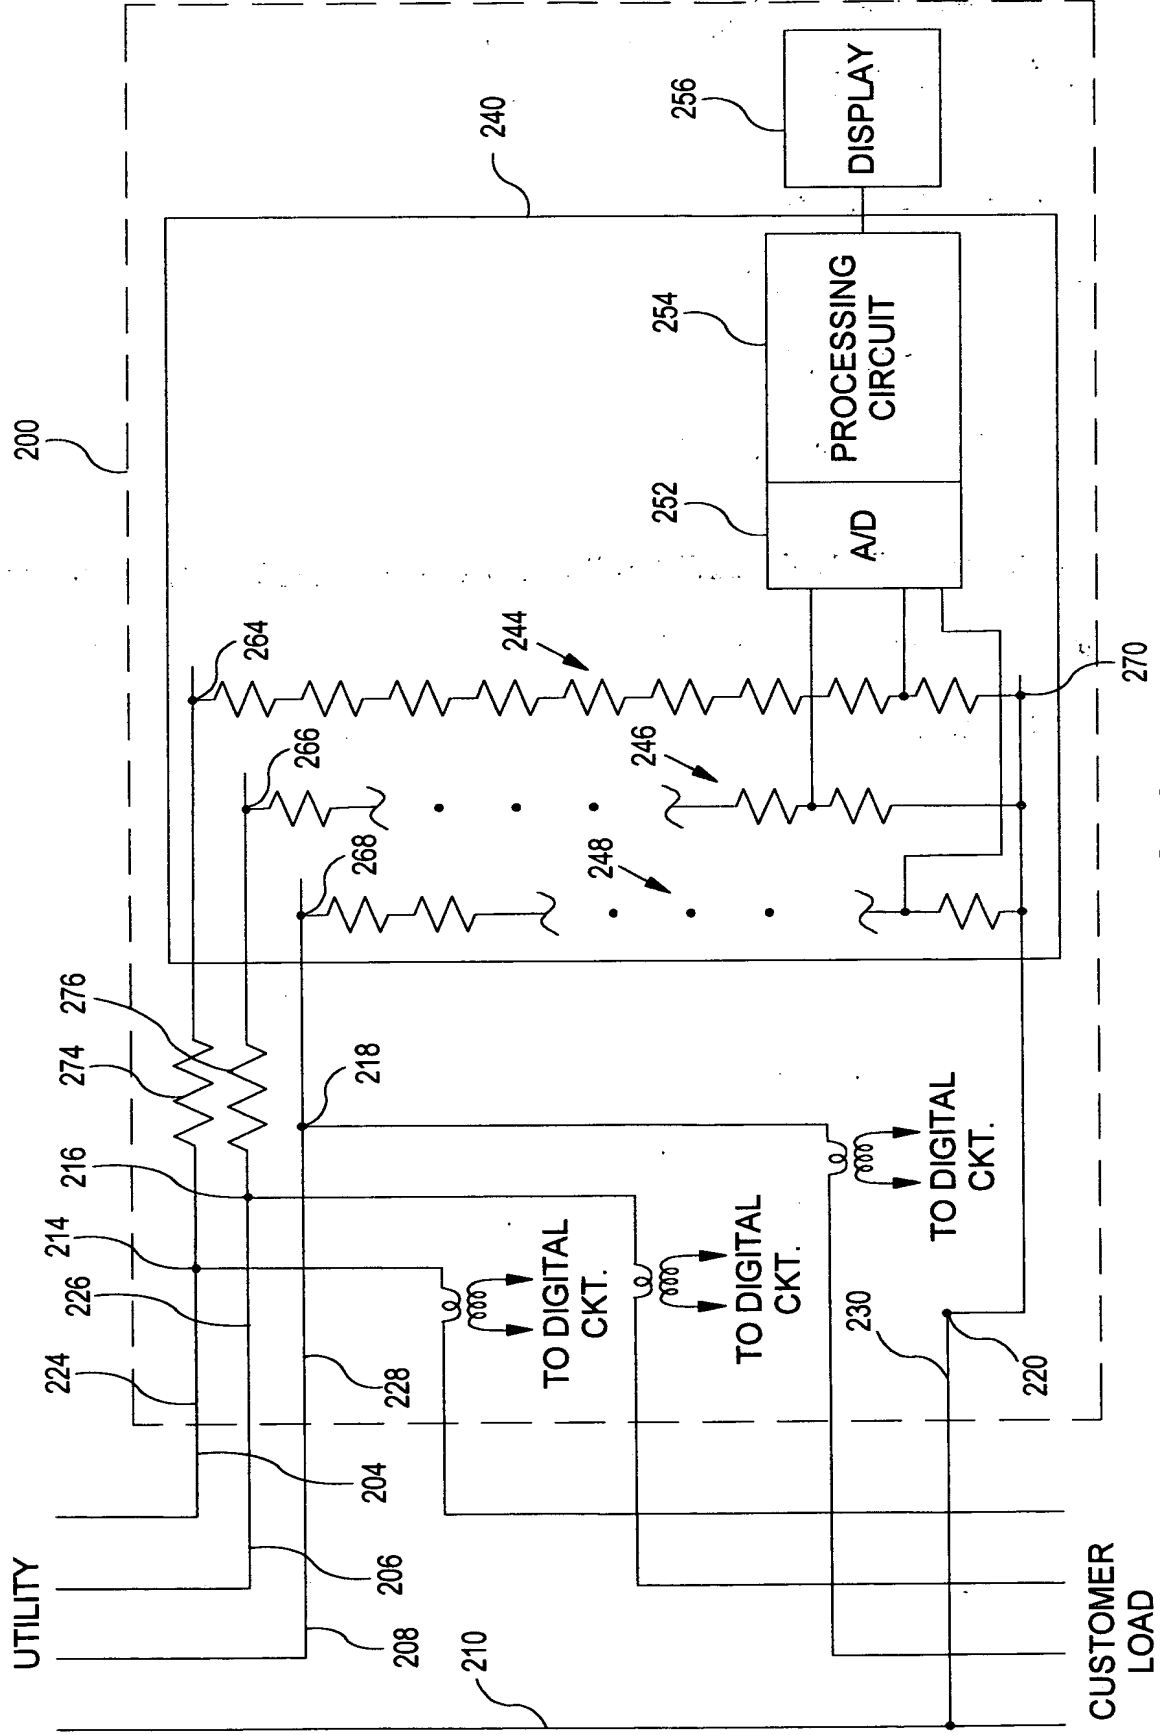 UTILITY
204
206
208
210
CUSTOMER
LOAD
200
224
226
214
216
274
276
228
218
230
220
TO DIGITAL
CKT.
TO DIGITAL
CKT.
TO DIGITAL
CKT.
240
264
266
268
244
246
248
270
252
A/D
254
PROCESSING
CIRCUIT
256
DISPLAY